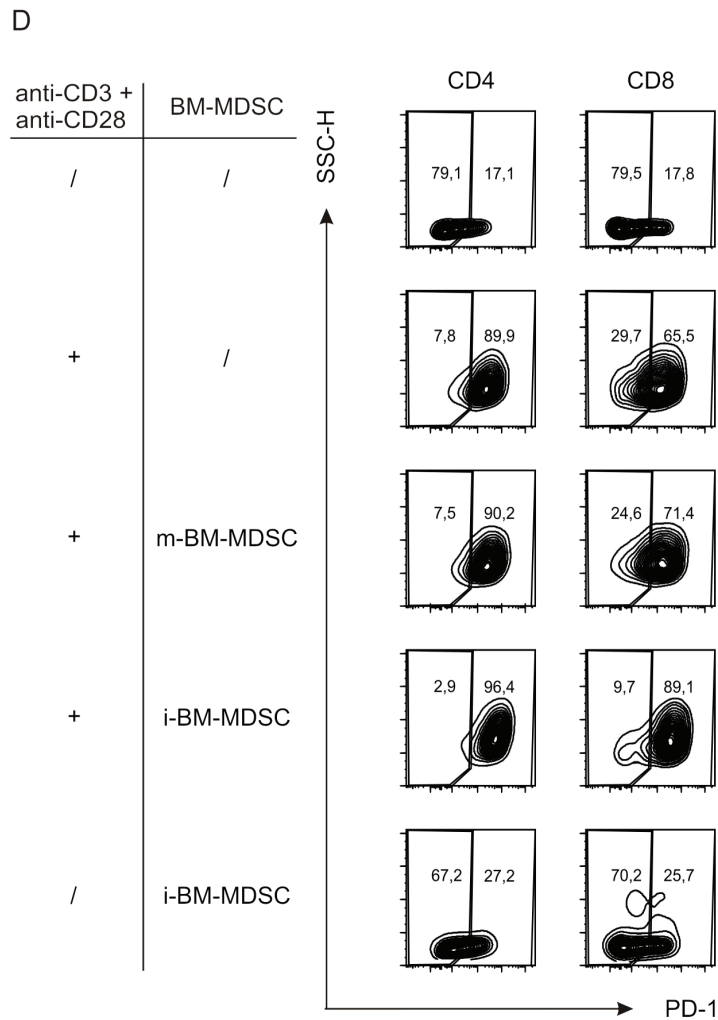 D
anti-CD3 +
anti-CD28
BM-MDSC
CD4
CD8
SSC-H
/ / 79,1 17,1 79,5 17,8
+ / 7,8 89,9 29,7 65,5
+ m-BM-MDSC 7,5 90,2 24,6 71,4
+ i-BM-MDSC 2,9 96,4 9,7 89,1
/ i-BM-MDSC 67,2 27,2 70,2 25,7
PD-1